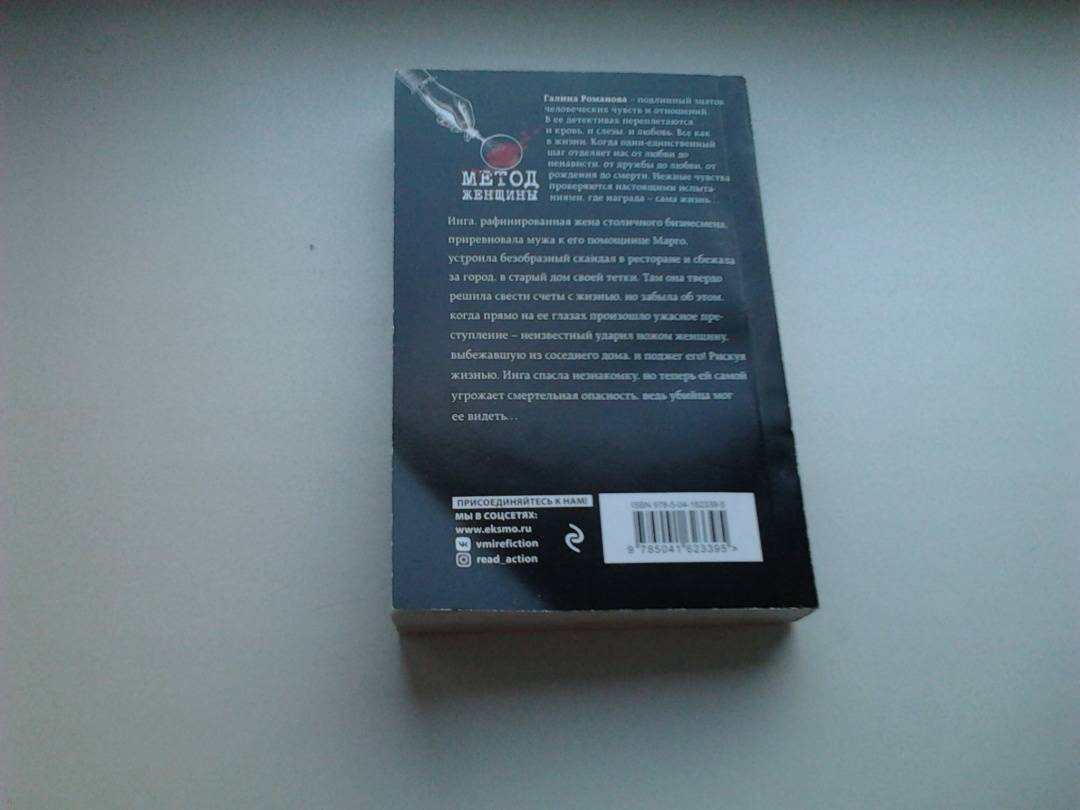 Галина Романова – подлинный знаток
человеческих чувств и отношений.
В ее детективах переплетаются
и кровь, и слезы, и любовь. Все как
в жизни. Когда один-единственный
шаг отделяет нас от любви до
ненависти, от дружбы до любви, от
рождения до смерти. Нежные чувства
проверяются настоящими испыта-
ниями, где награда – сама жизнь...
МЕТОД
ЖЕНЩИНЫ
Инга, рафинированная жена столичного бизнесмена,
приревновала мужа к его помощнице Марго,
устроила безобразный скандал в ресторане и сбежала
за город, в старый дом своей тетки. Там она твердо
решила свести счеты с жизнью, но забыла об этом,
когда прямо на ее глазах произошло ужасное пре-
ступление – неизвестный ударил ножом женщину,
выбежавшую из соседнего дома, и поджег его! Рискуя
жизнью, Инга спасла незнакомку, но теперь ей самой
угрожает смертельная опасность, ведь убийца мог
ее видеть...
ПРИСОЕДИНЯЙТЕСЬ К НАМ!
МЫ В СОЦСЕТЯХ:
www.eksmo.ru
vmirefiction
read_action
ISBN 978-5-04-162339-5
9 785041 623395 >